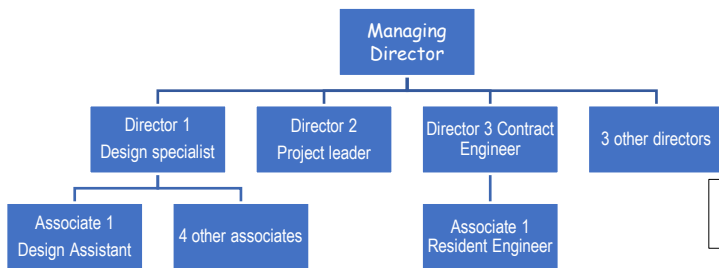 Managing
Director
Director 1
Design specialist
Director 2
Project leader
Director 3 Contract
Engineer
3 other directors
Associate 1
Design Assistant
4 other associates
Associate 1
Resident Engineer